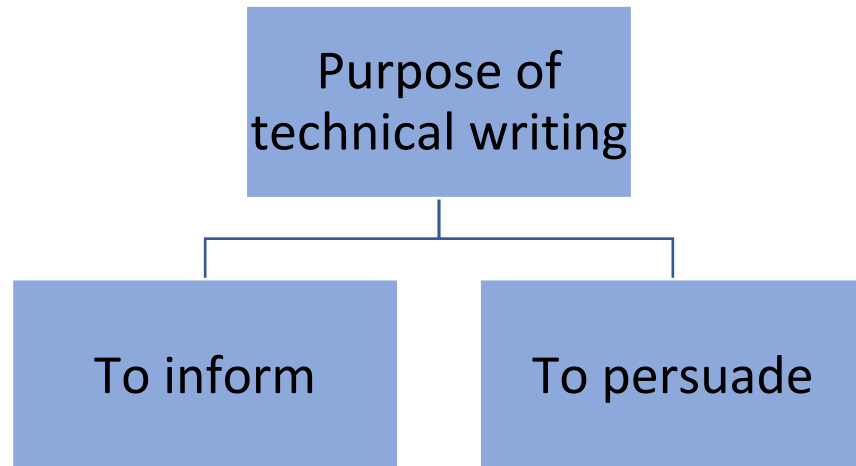 Purpose of
technical writing
To inform
To persuade